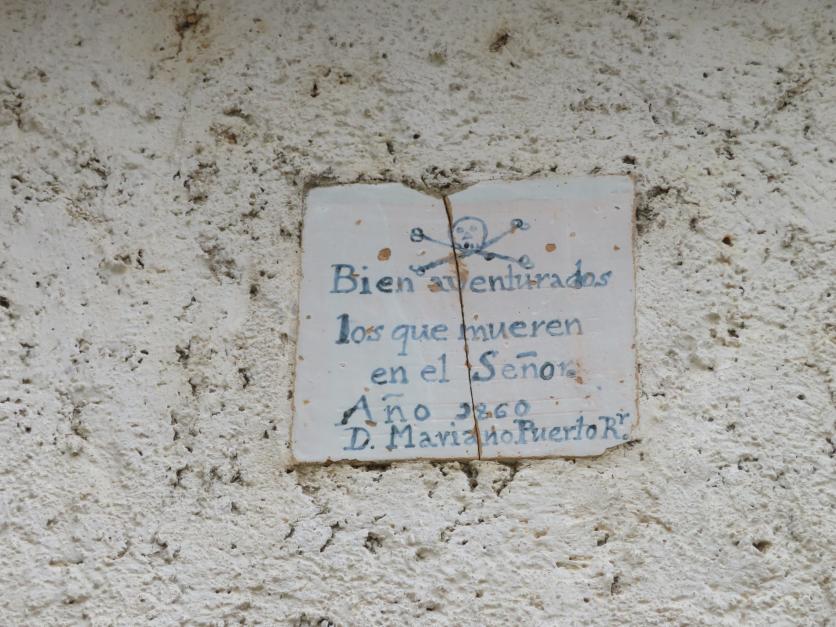 Bien aventurados
los que mueren
en el Señor.
Año 1860
D. Mariano Puerto Rr.